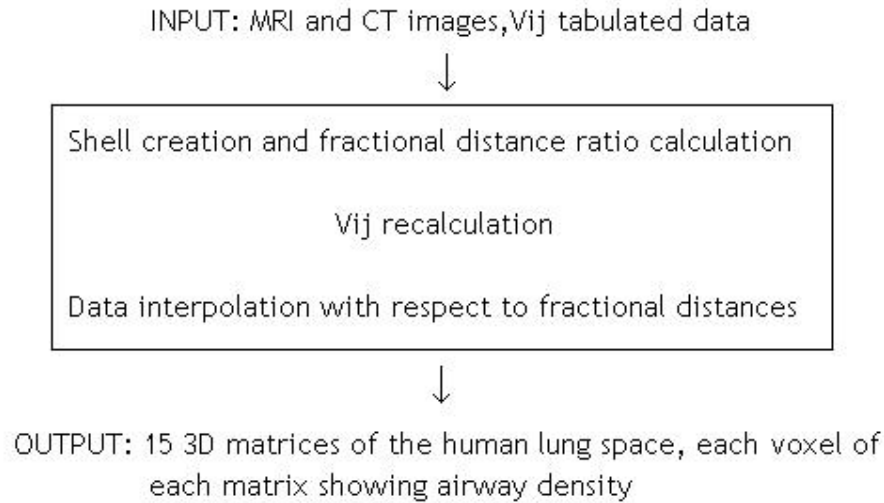 INPUT: MRI and CT images,Vij tabulated data
Shell creation and fractional distance ratio calculation
Vij recalculation
Data interpolation with respect to fractional distances
OUTPUT: 15 3D matrices of the human lung space, each voxel of
each matrix showing airway density